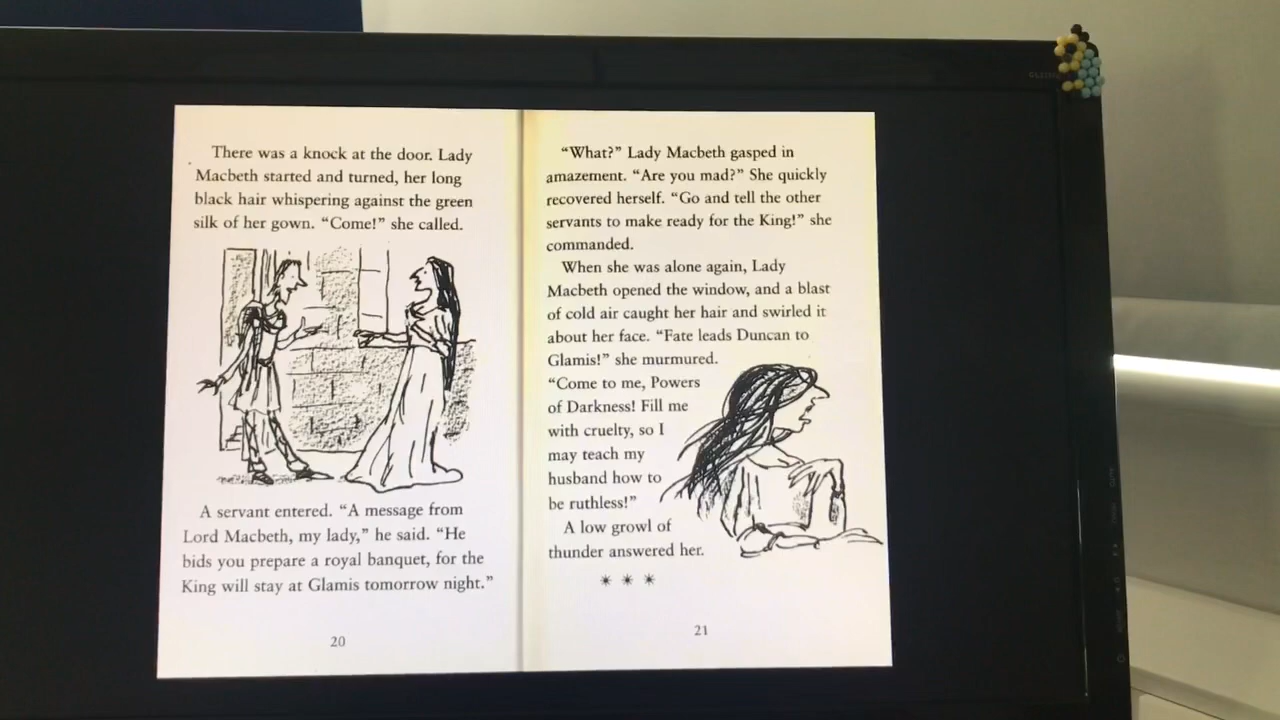 There was a knock at the door. Lady
Macbeth started and turned, her long
black hair whispering against the green
silk of her gown. “Come!” she called.
A servant entered. “A message from
Lord Macbeth, my lady,” he said. “He
bids you prepare a royal banquet, for the
King will stay at Glamis tomorrow night.”
20
“What?” Lady Macbeth gasped in
amazement. “Are you mad?” She quickly
recovered herself. “Go and tell the other
servants to make ready for the King!” she
commanded.
When she was alone again, Lady
Macbeth opened the window, and a blast
of cold air caught her hair and swirled it
about her face. “Fate leads Duncan to
Glamis!” she murmured.
“Come to me, Powers
of Darkness! Fill me
with cruelty, so I
may teach my
husband how to
be ruthless!”
A low growl of
thunder answered her.
* * *
21